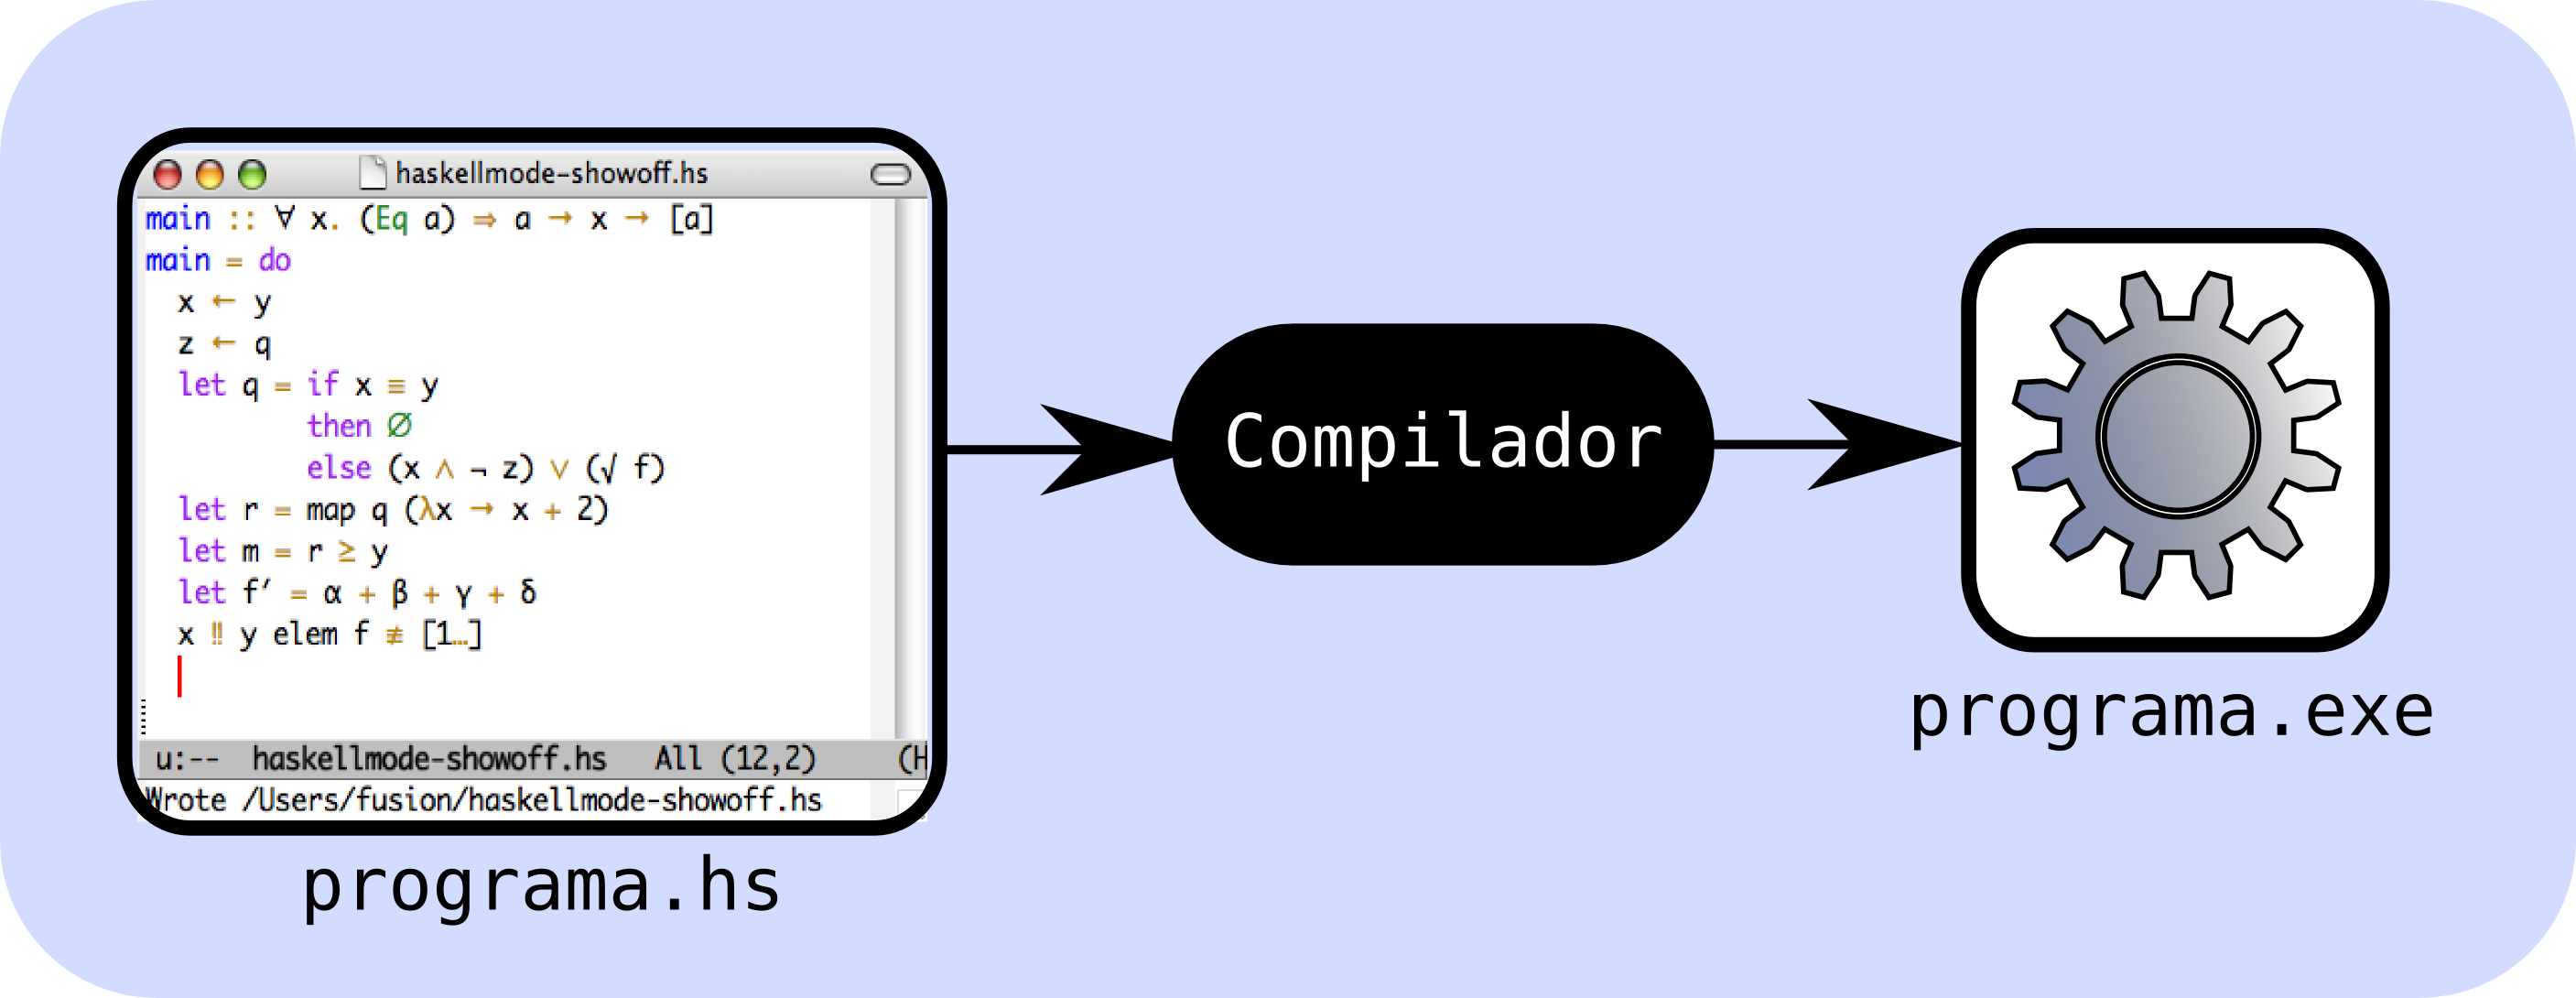 haskellmode-showoff.hs
main :: ∀ x. (Eq a) ⇒ a → x → [a]
main = do
x ← y
z ← q
let q = if x ≡ y
then ∅
else (x ∧ ¬ z) ∨ (√ f)
let r = map q (λx → x + 2)
let m = r ≥ y
let f′ = α + β + γ + δ
x ‼ y elem f ≢ [1…]
u:-- haskellmode-showoff.hs All (12,2) (H
Wrote /Users/fusion/haskellmode-showoff.hs
programa.hs
Compilador
programa.exe